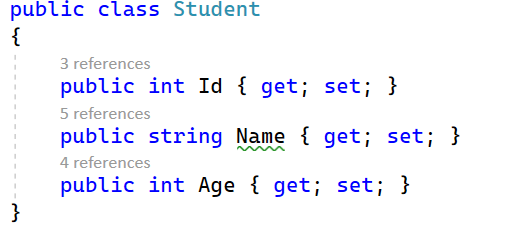 public class Student
{
3 references
public int Id { get; set; }
5 references
public string Name { get; set; }
4 references
public int Age { get; set; }
}